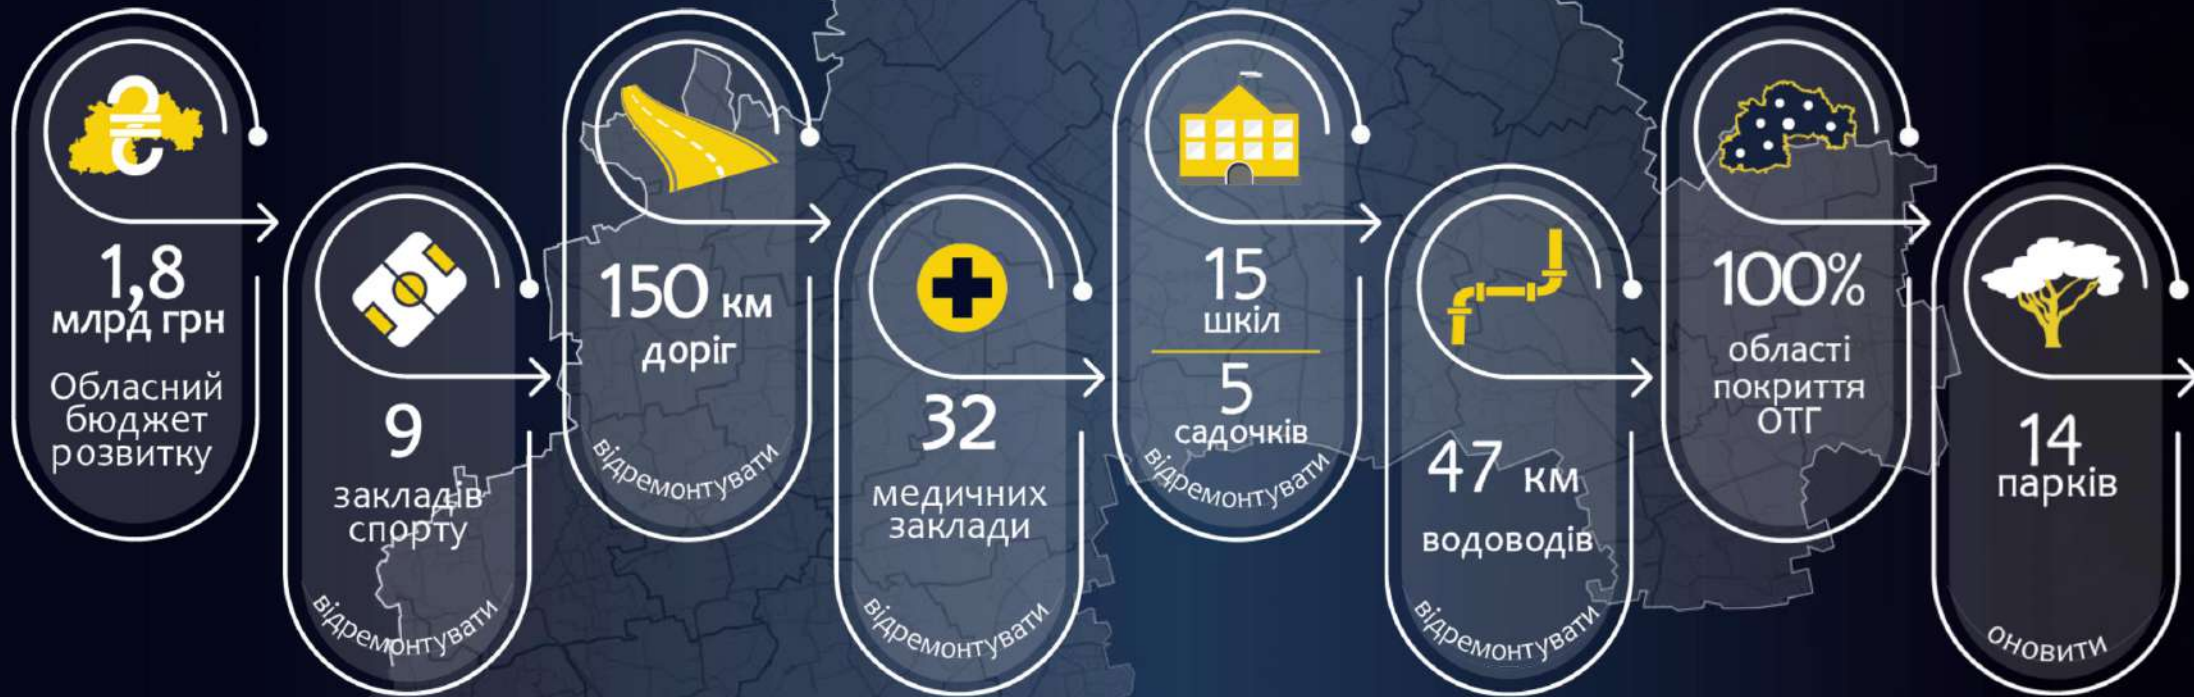 1,8
млрд грн
Обласний
бюджет
розвитку
9
закладів
спорту
відремонтувати
150 км
доріг
відремонтувати
32
медичних
заклади
відремонтувати
15
шкіл
5
садочків
відремонтувати
47 км
водоводів
відремонтувати
100%
області
покриття
ОТГ
14
парків
оновити